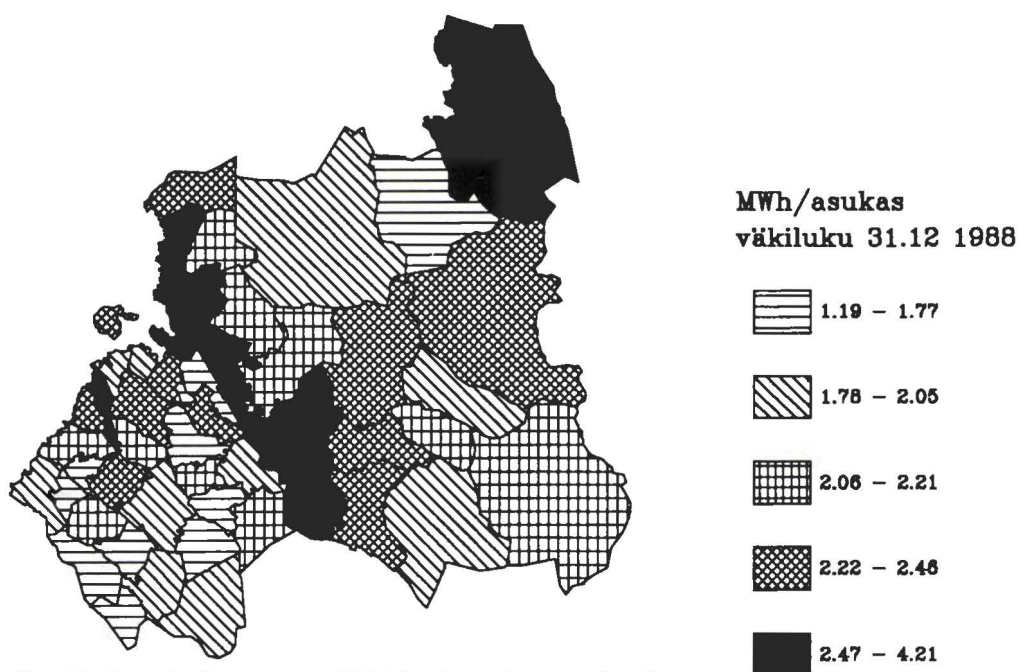 MWh/asukas
väkiluku 31.12 1988
1.19 - 1.77
1.78 - 2.05
2.06 - 2.21
2.22 - 2.46
2.47 - 4.21